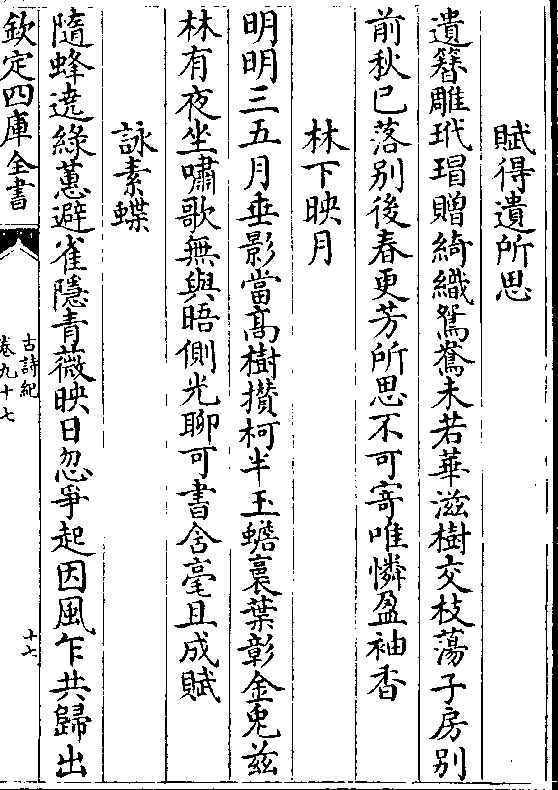 賦得遺所思
遺簪雕玳瑁贈綺織鴛鴦未若華滋樹交枝蕩子房别
前秋已落别後春更芳所思不可寄唯憐盈袖香
林下映月
明明三五月垂影當髙樹攢柯半玉蟾裛葉彰金兎兹
林有夜坐嘯歌無與晤側光聊可書含毫且成賦
詠素蝶
隨蜂遶緑蕙避雀隱青薇映日忽爭起因風乍共歸出
欽定四庫全書
古詩紀
卷九十七
十七